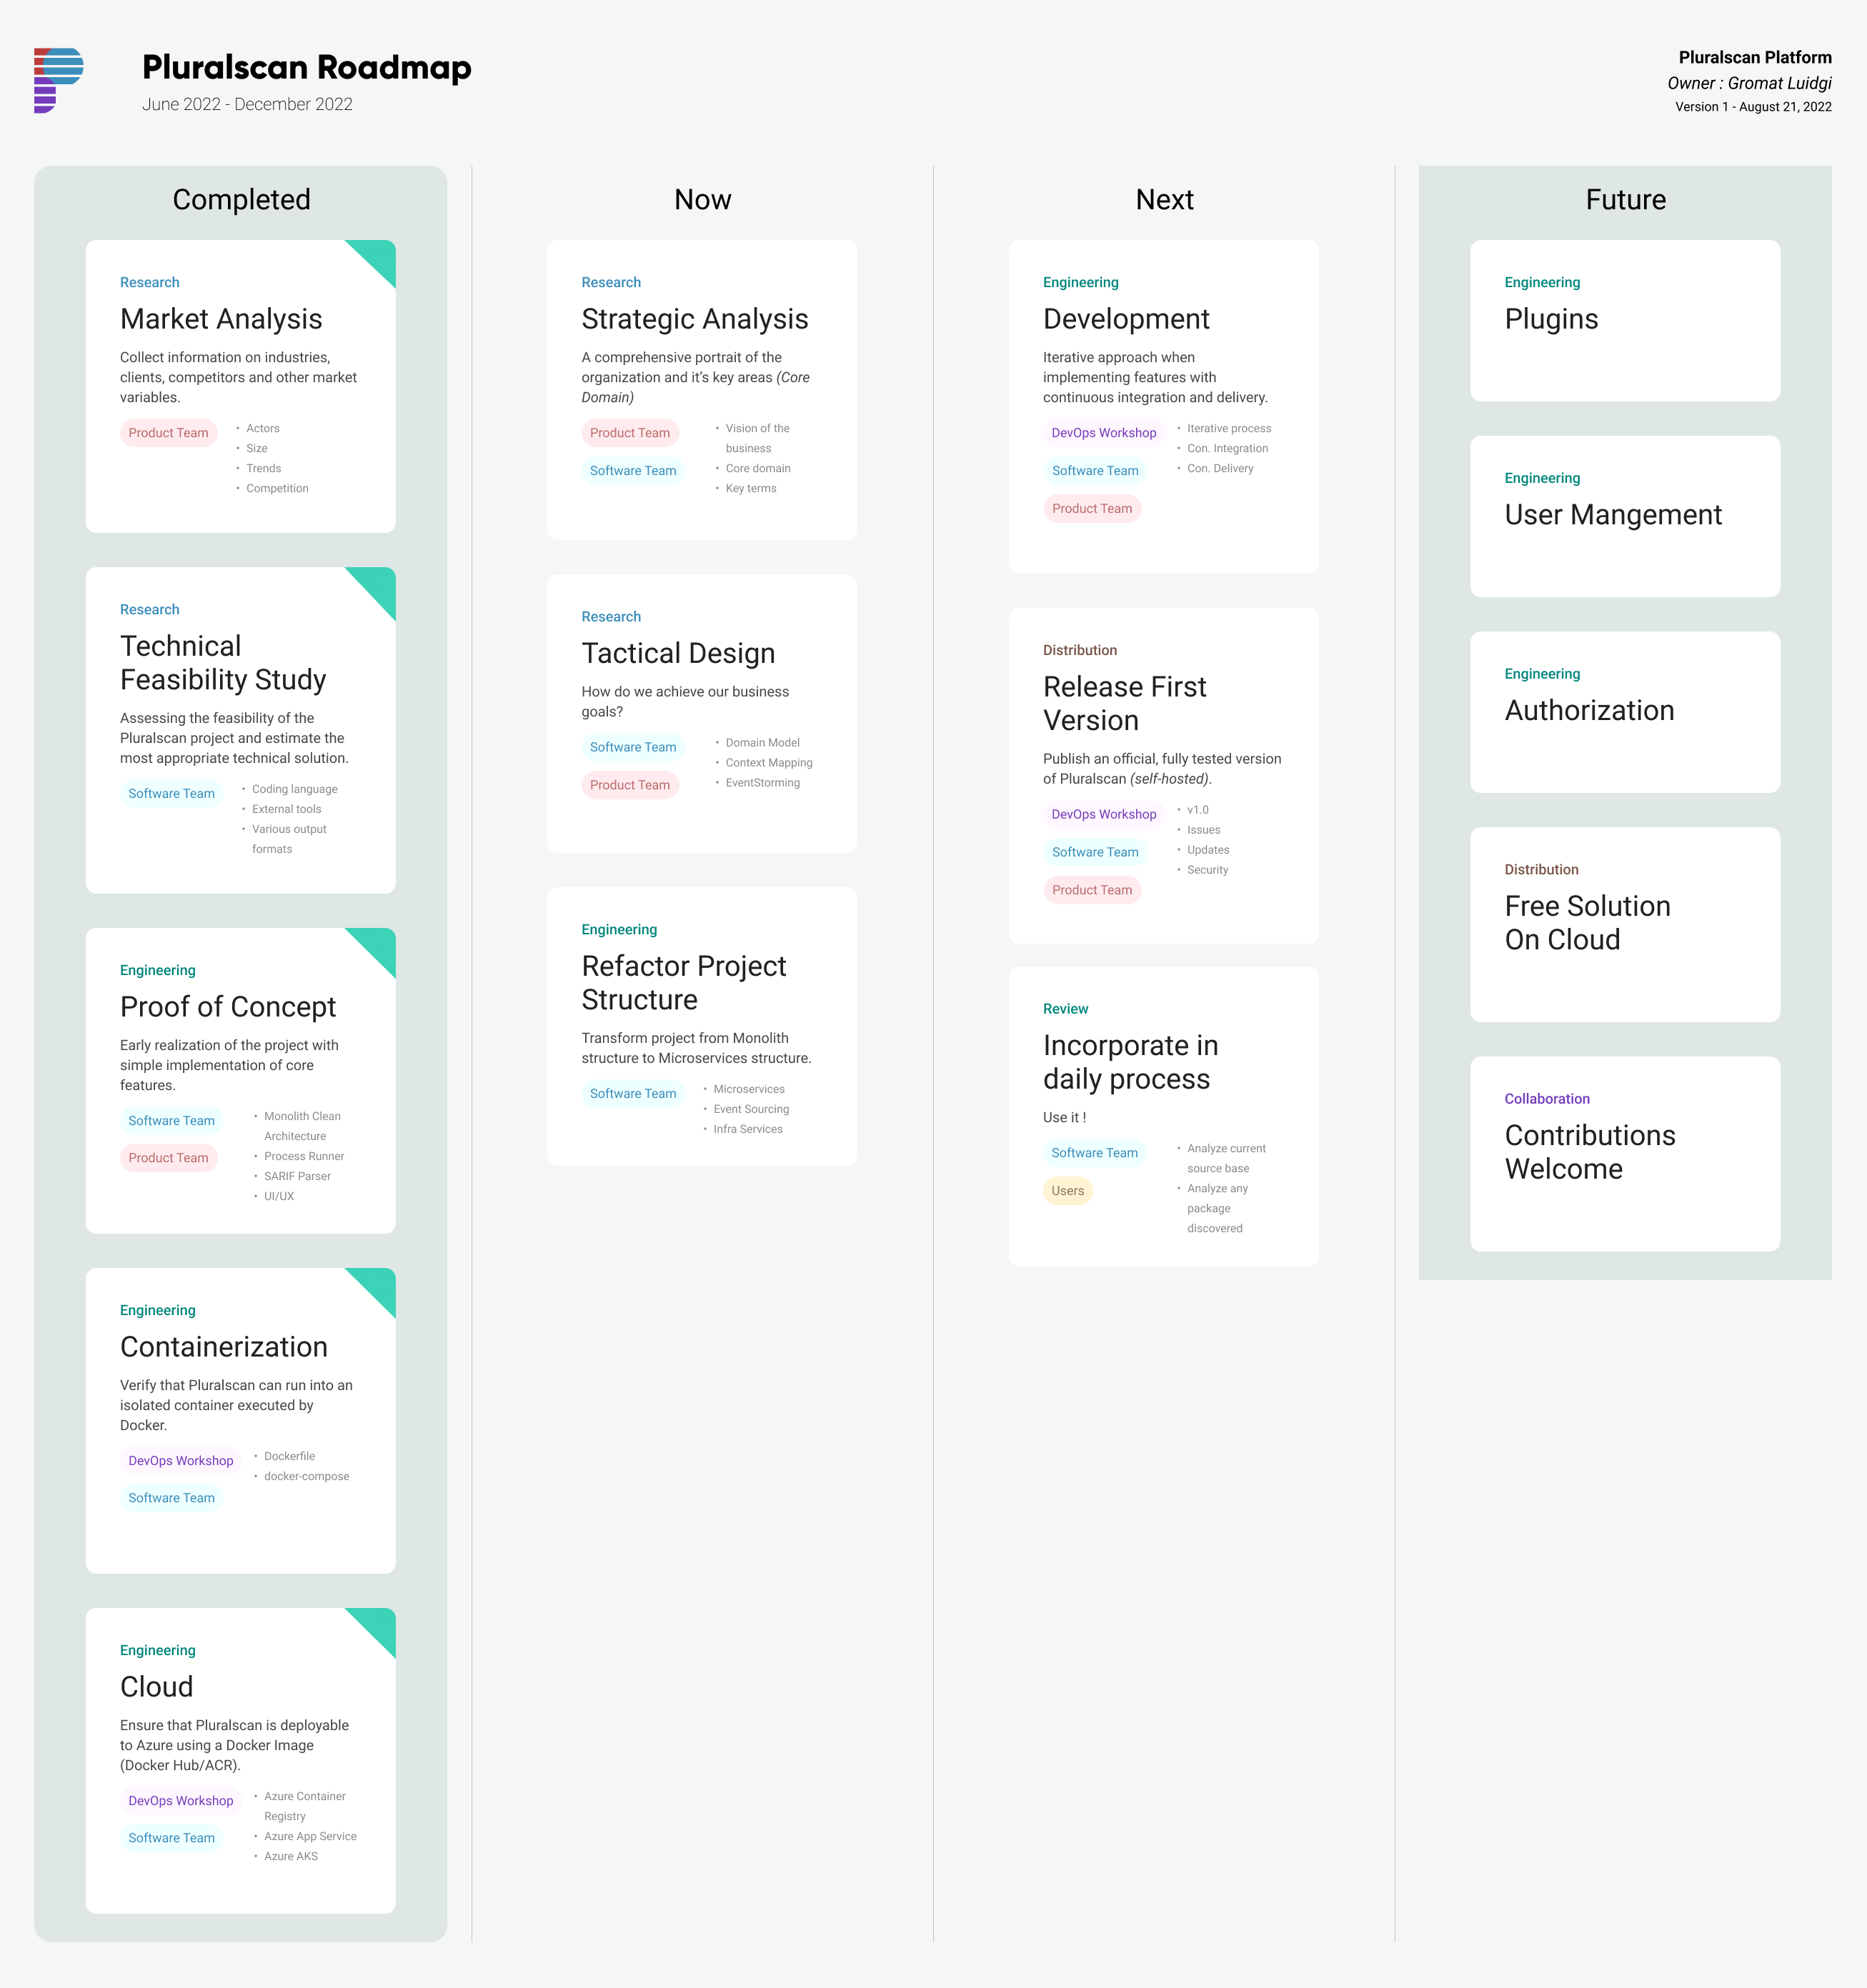 Pluralscan Roadmap
June 2022 - December 2022
Pluralscan Platform
Owner : Gromat Luidgi
Version 1 - August 21, 2022
Completed
Research
Market Analysis
Collect information on industries,
clients, competitors and other market
variables.
Product Team
• Actors
• Size
• Trends
• Competition
Research
Technical
Feasibility Study
Assessing the feasibility of the
Pluralscan project and estimate the
most appropriate technical solution.
Software Team
• Coding language
• External tools
• Various output
formats
Engineering
Proof of Concept
Early realization of the project with
simple implementation of core
features.
Software Team
Product Team
• Monolith Clean
Architecture
• Process Runner
• SARIF Parser
• UI/UX
Engineering
Containerization
Verify that Pluralscan can run into an
isolated container executed by
Docker.
DevOps Workshop
Software Team
• Dockerfile
• docker-compose
Engineering
Cloud
Ensure that Pluralscan is deployable
to Azure using a Docker Image
(Docker Hub/ACR).
DevOps Workshop
Software Team
• Azure Container
Registry
• Azure App Service
• Azure AKS
Now
Research
Strategic Analysis
A comprehensive portrait of the
organization and it's key areas (Core
Domain)
Product Team
Software Team
• Vision of the
business
• Core domain
• Key terms
Research
Tactical Design
How do we achieve our business
goals?
Software Team
Product Team
• Domain Model
• Context Mapping
• EventStorming
Engineering
Refactor Project
Structure
Transform project from Monolith
structure to Microservices structure.
Software Team
• Microservices
• Event Sourcing
• Infra Services
Next
Engineering
Development
Iterative approach when
implementing features with
continuous integration and delivery.
DevOps Workshop
Software Team
Product Team
• Iterative process
• Con. Integration
• Con. Delivery
Distribution
Release First
Version
Publish an official, fully tested version
of Pluralscan (self-hosted).
DevOps Workshop
Software Team
Product Team
• v1.0
• Issues
• Updates
• Security
Review
Incorporate in
daily process
Use it !
Software Team
Users
• Analyze current
source base
• Analyze any
package
discovered
Future
Engineering
Plugins
Engineering
User Mangement
Engineering
Authorization
Distribution
Free Solution
On Cloud
Collaboration
Contributions
Welcome